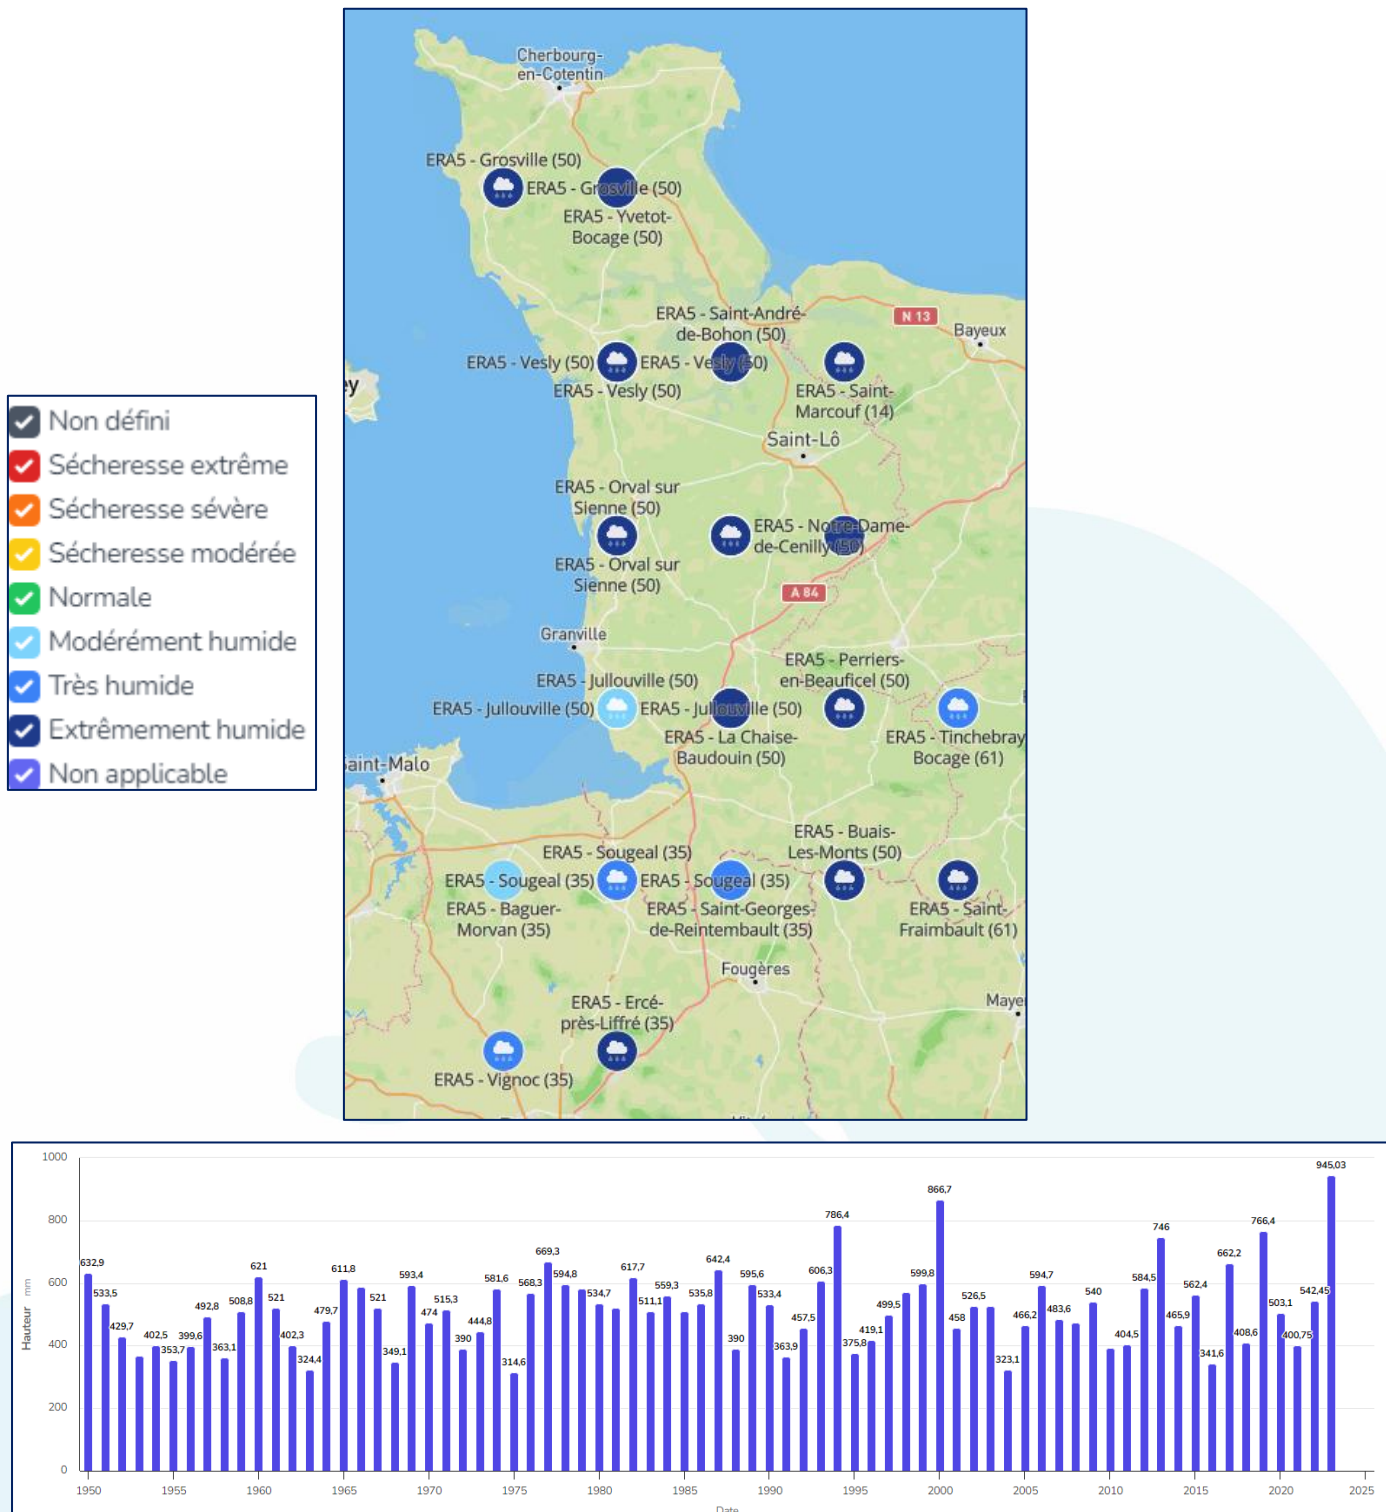 Cherbourg-
en-Cotentin
ERA5 - Grosville (50)
ERA5 - Grosville (50)
ERA5 - Yvetot-
Bocage (50)
ERA5 - Saint-André-
de-Bohon (50)
N 13
Bayeux
ERA5 - Vesly (50)
ERA5 - Vesly (50)
ERA5 - Vesly (50)
ERA5 - Saint-
Marcouf (14)
ey
Saint-Lô
ERA5 - Orval sur
Sienne (50)
ERA5 - Notre-Dame-
de-Cenilly (50)
ERA5 - Orval sur
Sienne (50)
A 84
Granville
ERA5 - Perriers-
en-Beauficel (50)
ERA5 - Jullouville (50)
ERA5 - Jullouville (50)
ERA5 - Jullouville (50)
ERA5 - La Chaise-
Baudouin (50)
ERA5 - Tinchebray
Bocage (61)
Saint-Malo
ERA5 - Buais-
Les-Monts (50)
ERA5 - Sougeal (35)
ERA5 - Sougeal (35)
ERA5 - Sougeal (35)
ERA5 - Baguer-
Morvan (35)
ERA5 - Saint-Georges-
de-Reintembault (35)
ERA5 - Saint-
Fraimbault (61)
Fougères
Maye
ERA5 - Ercé-
près-Liffré (35)
ERA5 - Vignoc (35)
Non défini
Sécheresse extrême
Sécheresse sévère
Sécheresse modérée
Normale
Modérément humide
Très humide
Extrêmement humide
Non applicable
Hauteur mm
1000
800
600
400
200
0
632,9
533,5
429,7
402,5
353,7
399,6
492,8
363,1
508,8
621
521
402,3
324,4
479,7
611,8
521
349,1
593,4
474
515,3
390
444,8
581,6
314,6
568,3
669,3
594,8
534,7
617,7
511,1
559,3
535,8
642,4
390
595,6
533,4
363,9
457,5
606,3
786,4
375,8
419,1
499,5
599,8
866,7
458
526,5
323,1
466,2
594,7
483,6
540
404,5
584,5
746
465,9
562,4
341,6
662,2
408,6
766,4
503,1
400,75
542,45
945,03
1950
1955
1960
1965
1970
1975
1980
1985
1990
1995
2000
2005
2010
2015
2020
2025
Date